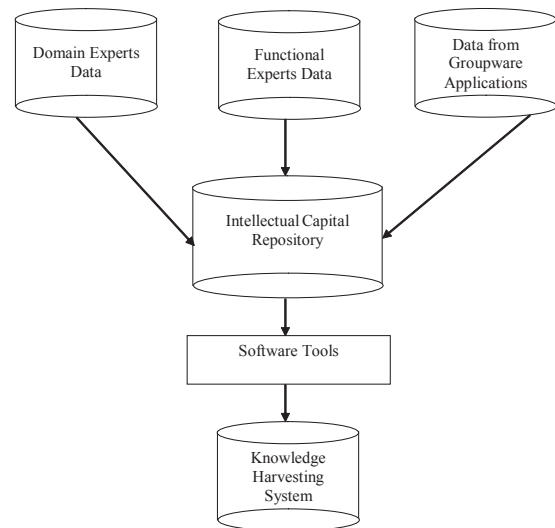 Domain Experts
Data
Functional
Experts Data
Data from
Groupware
Applications
Intellectual Capital
Repository
Software Tools
Knowledge
Harvesting
System